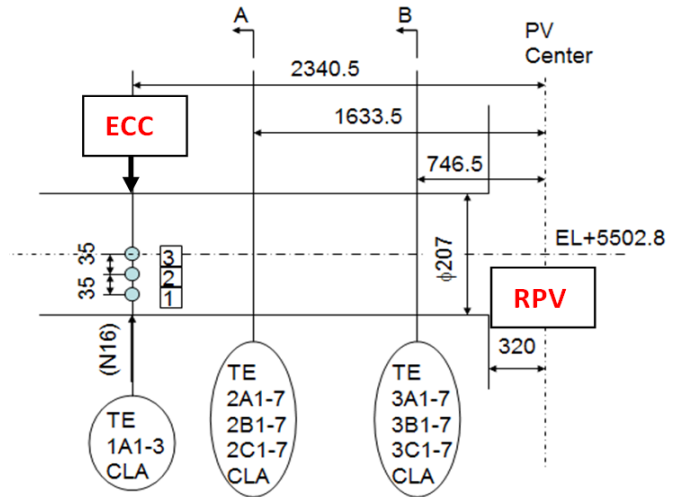 A
B
PV
Center
2340.5
ECC
1633.5
746.5
EL+5502.8
35
3
2
35
1
ϕ207
RPV
320
(N16)
TE
1A1-3
CLA
TE
2A1-7
2B1-7
2C1-7
CLA
TE
3A1-7
3B1-7
3C1-7
CLA